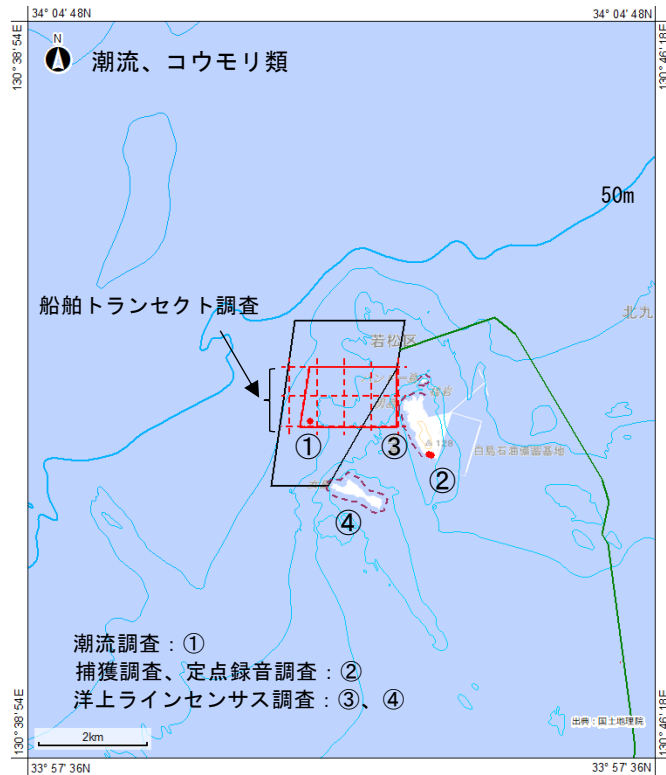 34° 04′ 48N
34° 04′ 48N
130° 38′ 54E
130° 46′ 18E
N
潮流、コウモリ類
50m
船舶トランセクト調査
北九
若松区
①
③
128
白島石油備蓄基地
②
④
潮流調査：①
捕獲調査、定点録音調査：②
洋上ラインセンサス調査：③、④
130° 38′ 54E
130° 46′ 18E
2km
出典：国土地理院
33° 57′ 36N
33° 57′ 36N